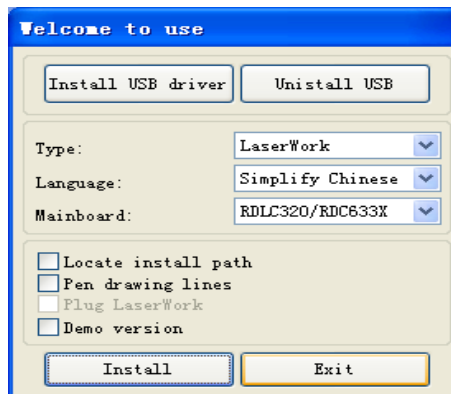 Welcome to use
Install USB driver Unistall USB
Type: LaserWork
Language: Simplify Chinese
Mainboard: RDLC320/RDC633X
Locate install path
Pen drawing lines
Plug LaserWork
Demo version
Install Exit